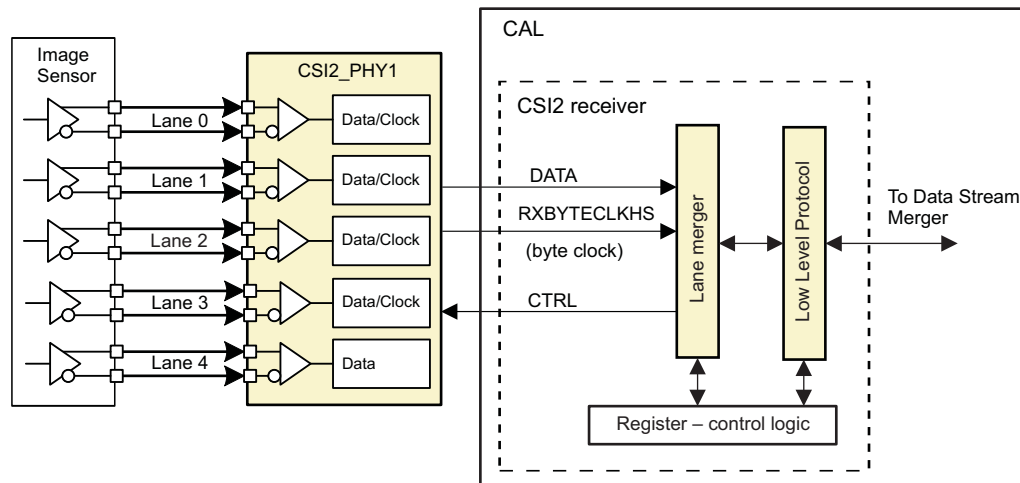 CAL
Image
Sensor
CSI2_PHY1
CSI2 receiver
Lane 0
Data/Clock
Lane 1
Data/Clock
DATA
Lane 2
Data/Clock
RXBYTECLKHS
(byte clock)
Lane 3
Data/Clock
CTRL
Lane 4
Data
Lane merger
Low Level Protocol
To Data Stream
Merger
Register – control logic